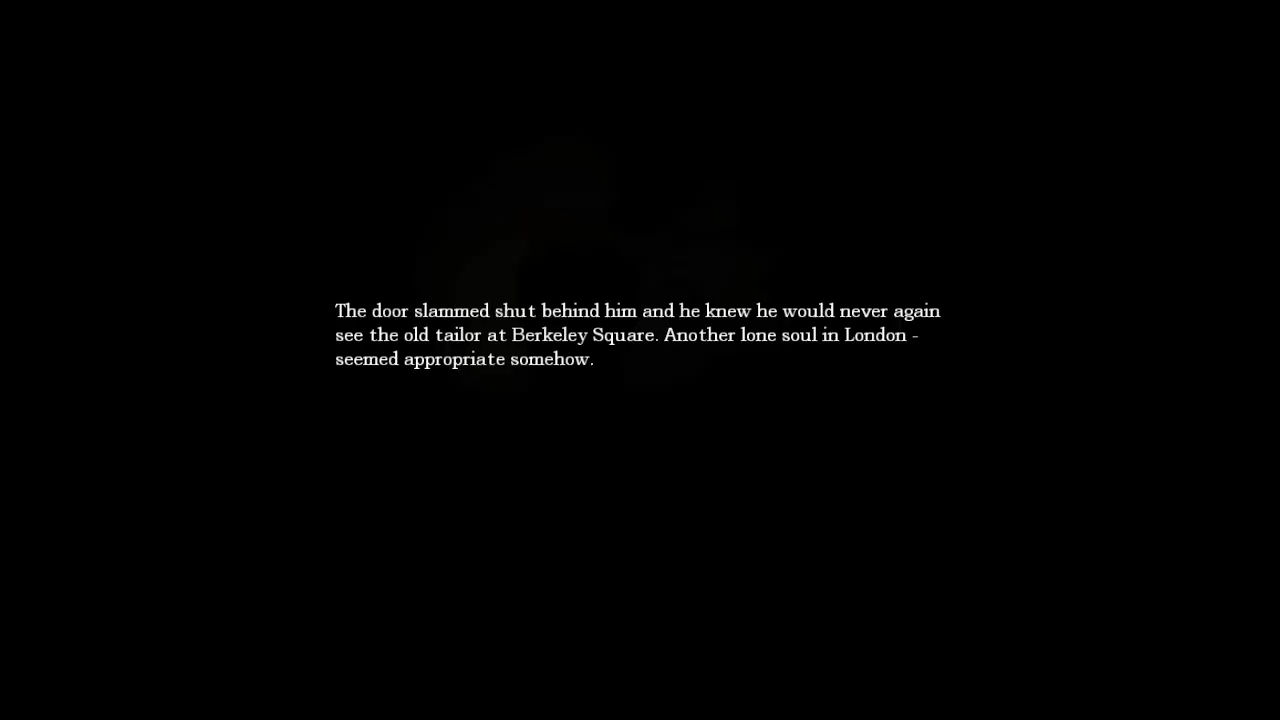 The door slammed shut behind him and he knew he would never again
see the old tailor at Berkeley Square. Another lone soul in London -
seemed appropriate somehow.